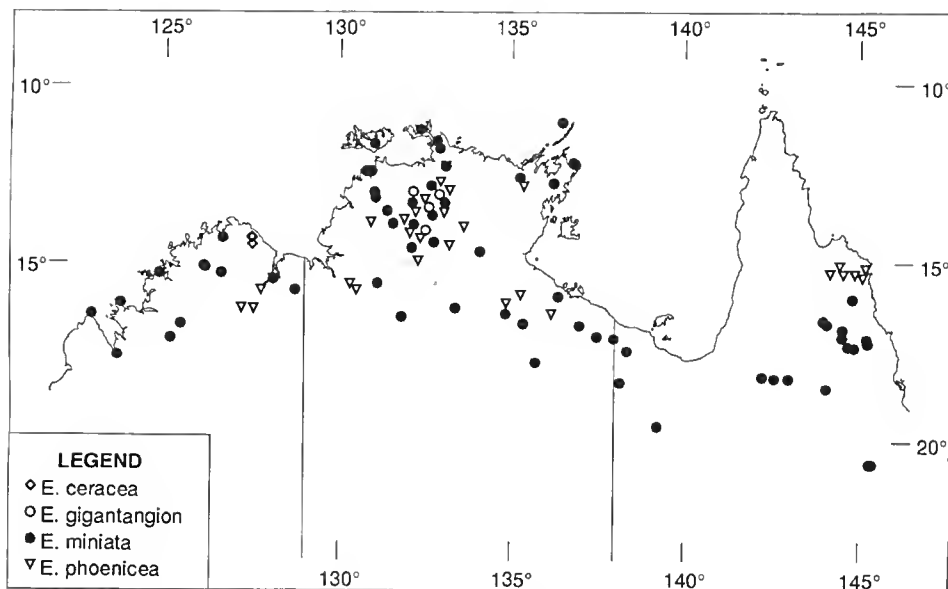 125° 130° 135° 140° 145°
10° 10°
15° 15°
20°
LEGEND
E. ceracea
E. gigantangion
E. miniata
E. phoenicea
130° 135° 140° 145°